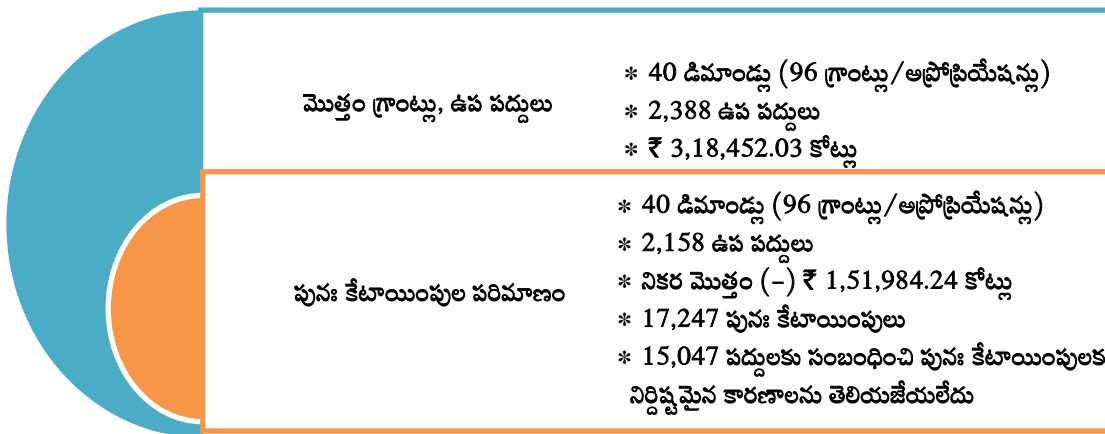 మొత్తం గ్రాంట్లు, ఉప పద్దులు
* 40 డిమాండ్లు (96 గ్రాంట్లు/అప్రోప్రియేషన్లు)
* 2,388 ఉప పద్దులు
* ₹ 3,18,452.03 కోట్లు
పునః కేటాయింపుల పరిమాణం
* 40 డిమాండ్లు (96 గ్రాంట్లు/అప్రోప్రియేషన్లు)
* 2,158 ఉప పద్దులు
* నికర మొత్తం (–) ₹ 1,51,984.24 కోట్లు
* 17,247 పునః కేటాయింపులు
* 15,047 పద్దులకు సంబంధించి పునః కేటాయింపులక
నిర్దిష్టమైన కారణాలను తెలియజేయలేదు